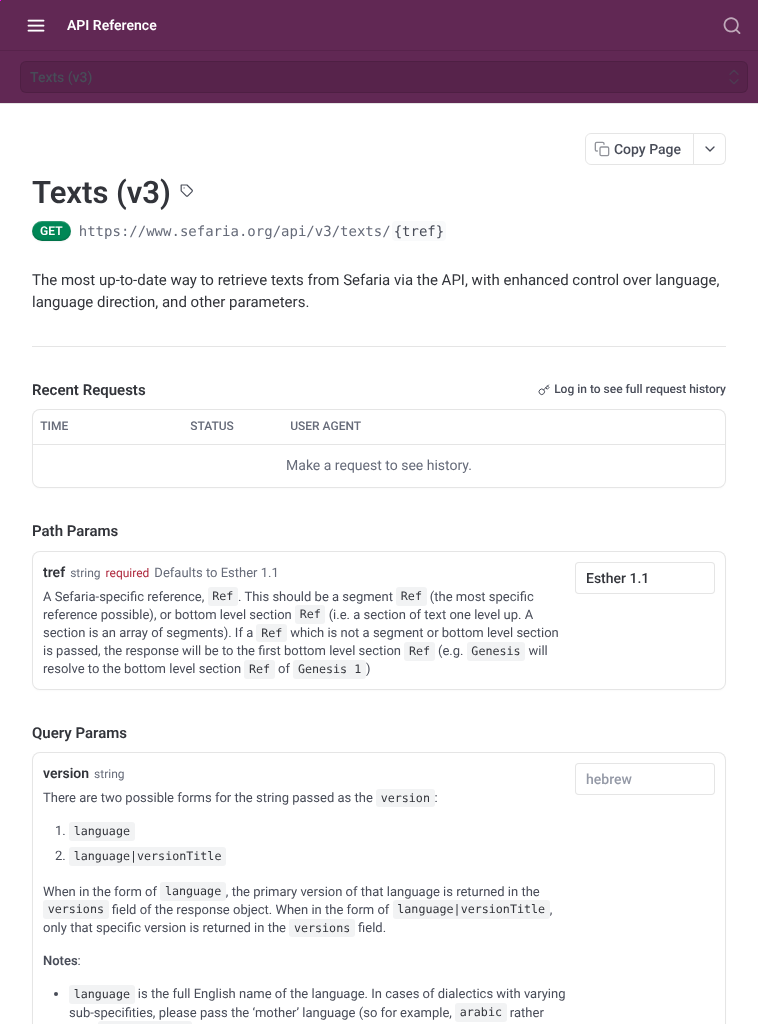 API Reference
Texts (v3)
Copy Page
Texts (v3)
GET https://www.sefaria.org/api/v3/texts/{tref}
The most up-to-date way to retrieve texts from Sefaria via the API, with enhanced control over language,
language direction, and other parameters.
Recent Requests
Log in to see full request history
TIME STATUS USER AGENT
Make a request to see history.
Path Params
tref string required Defaults to Esther 1.1
Esther 1.1
A Sefaria-specific reference, Ref . This should be a segment Ref (the most specific
reference possible), or bottom level section Ref (i.e. a section of text one level up. A
section is an array of segments). If a Ref which is not a segment or bottom level section
is passed, the response will be to the first bottom level section Ref (e.g. Genesis will
resolve to the bottom level section Ref of Genesis 1 )
Query Params
version string
hebrew
There are two possible forms for the string passed as the version :
1. language
2. language|versionTitle
When in the form of language , the primary version of that language is returned in the
versions field of the response object. When in the form of language|versionTitle ,
only that specific version is returned in the versions field.
Notes:
• language is the full English name of the language. In cases of dialectics with varying
sub-specifities, please pass the ‘mother’ language (so for example, arabic rather